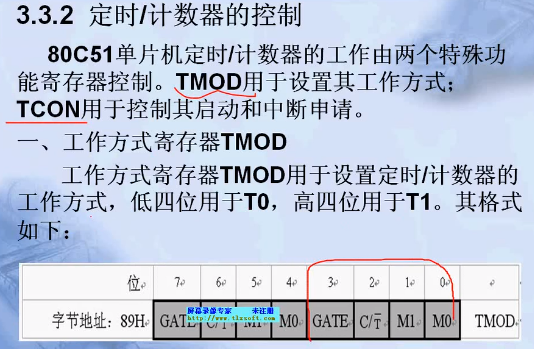 3.3.2 定时/计数器的控制
80C51单片机定时/计数器的工作由两个特殊功
能寄存器控制。TMOD用于设置其工作方式；
TCON用于控制其启动和中断申请。
一、工作方式寄存器TMOD
工作方式寄存器TMOD用于设置定时/计数器的
工作方式，低四位用于T0，高四位用于T1。其格式
如下：
位 7 6 5 4 3 2 1 0
字节地址：89H GATE C/T̅ M1 M0 GATE C/T̅ M1 M0 TMOD
屏幕录像专家 未注册
http://www.tlxsoft.com